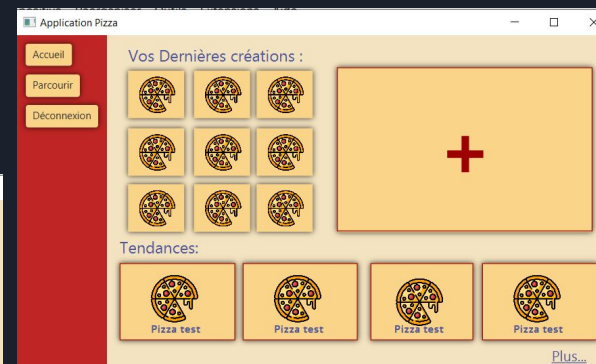 Application Pizza
Accueil
Parcourir
Déconnexion
Vos Dernières créations :
+
Tendances:
Pizza test
Pizza test
Pizza test
Pizza test
Plus...